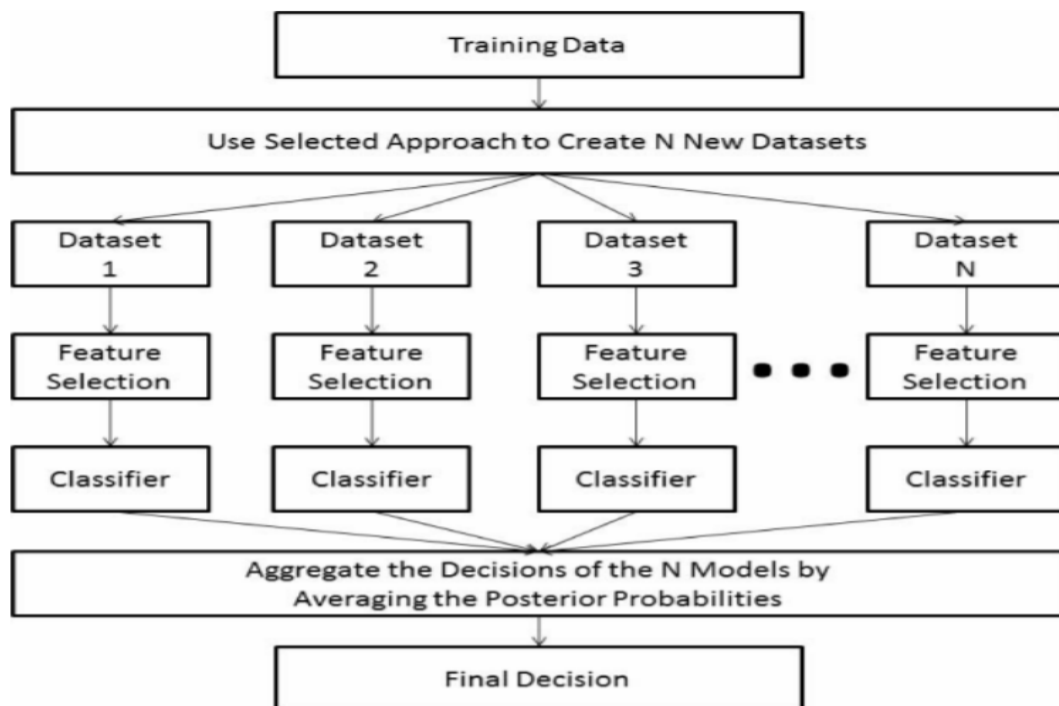 Training Data
Use Selected Approach to Create N New Datasets
Dataset
1
Dataset
2
Dataset
3
Dataset
N
Feature
Selection
Feature
Selection
Feature
Selection
Feature
Selection
Classifier
Classifier
Classifier
Classifier
Aggregate the Decisions of the N Models by
Averaging the Posterior Probabilities
Final Decision